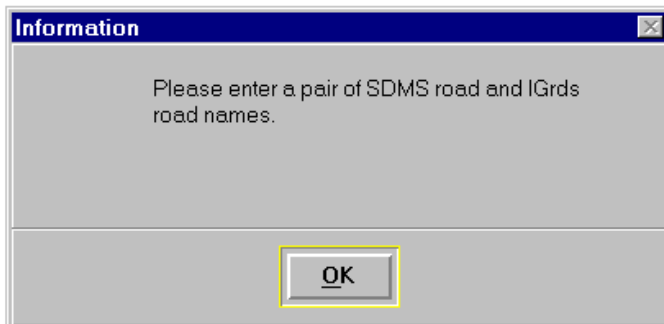 Information
Please enter a pair of SDMS road and IGrds
road names.
OK